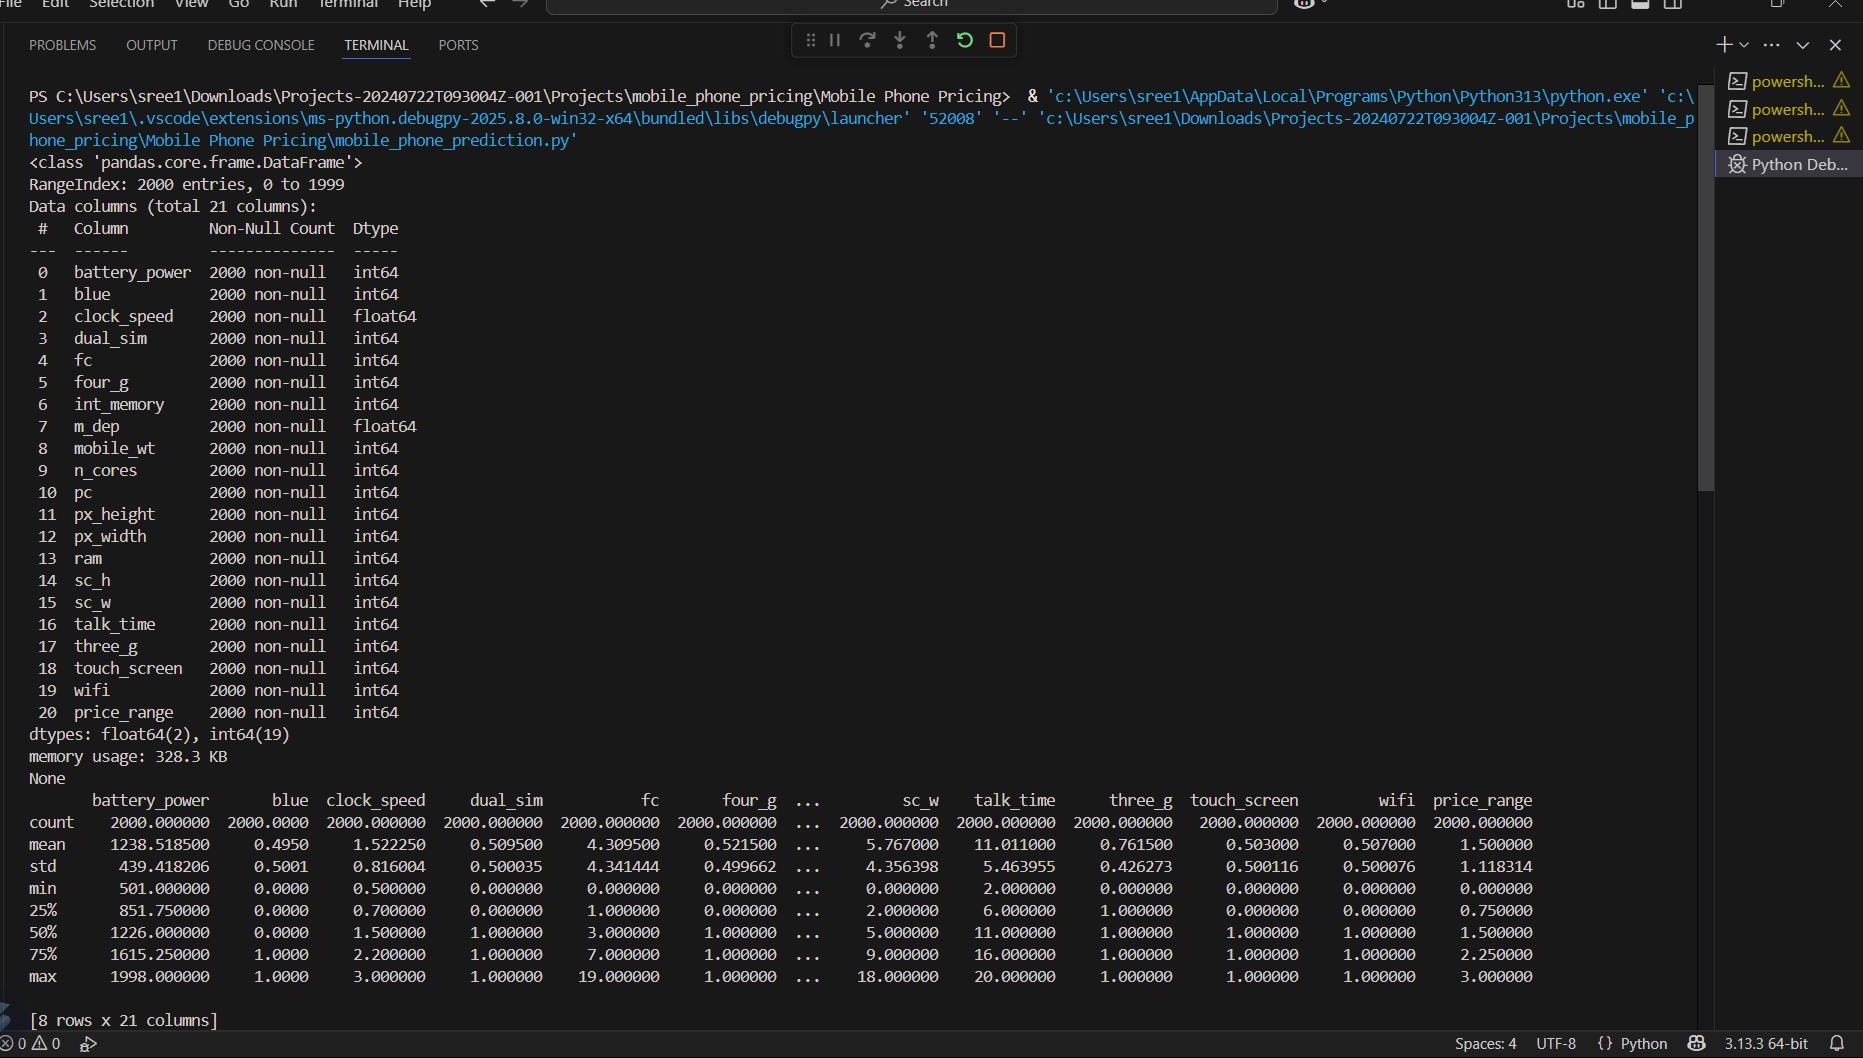 File Edit Selection View Go Run Terminal Help Search
PROBLEMS OUTPUT DEBUG CONSOLE TERMINAL PORTS
PS C:\Users\sree1\Downloads\Projects-20240722T093004Z-001\Projects\mobile_phone_pricing\Mobile Phone Pricing> & 'c:\Users\sree1\AppData\Local\Programs\Python\Python313\python.exe' 'c:\
Users\sree1\.vscode\extensions\ms-python.debugpy-2025.8.0-win32-x64\bundled\libs\debugpy\launcher' '52008' '--' 'c:\Users\sree1\Downloads\Projects-20240722T093004Z-001\Projects\mobile_p
hone_pricing\Mobile Phone Pricing\mobile_phone_prediction.py'
<class 'pandas.core.frame.DataFrame'>
RangeIndex: 2000 entries, 0 to 1999
Data columns (total 21 columns):
# Column Non-Null Count Dtype
--- ------ -------------- -----
0 battery_power 2000 non-null int64
1 blue 2000 non-null int64
2 clock_speed 2000 non-null float64
3 dual_sim 2000 non-null int64
4 fc 2000 non-null int64
5 four_g 2000 non-null int64
6 int_memory 2000 non-null int64
7 m_dep 2000 non-null float64
8 mobile_wt 2000 non-null int64
9 n_cores 2000 non-null int64
10 pc 2000 non-null int64
11 px_height 2000 non-null int64
12 px_width 2000 non-null int64
13 ram 2000 non-null int64
14 sc_h 2000 non-null int64
15 sc_w 2000 non-null int64
16 talk_time 2000 non-null int64
17 three_g 2000 non-null int64
18 touch_screen 2000 non-null int64
19 wifi 2000 non-null int64
20 price_range 2000 non-null int64
dtypes: float64(2), int64(19)
memory usage: 328.3 KB
None
battery_power blue clock_speed dual_sim fc four_g ... sc_w talk_time three_g touch_screen wifi price_range
count 2000.000000 2000.0000 2000.000000 2000.000000 2000.000000 2000.000000 ... 2000.000000 2000.000000 2000.000000 2000.000000 2000.000000 2000.000000
mean 1238.518500 0.4950 1.522250 0.509500 4.309500 0.521500 ... 5.767000 11.011000 0.761500 0.503000 0.507000 1.500000
std 439.418206 0.5001 0.816004 0.500035 4.341444 0.499662 ... 4.356398 5.463955 0.426273 0.500116 0.500076 1.118314
min 501.000000 0.0000 0.500000 0.000000 0.000000 0.000000 ... 0.000000 2.000000 0.000000 0.000000 0.000000 0.000000
25% 851.750000 0.0000 0.700000 0.000000 1.000000 0.000000 ... 2.000000 6.000000 1.000000 0.000000 0.000000 0.750000
50% 1226.000000 0.0000 1.500000 1.000000 3.000000 1.000000 ... 5.000000 11.000000 1.000000 1.000000 1.000000 1.500000
75% 1615.250000 1.0000 2.200000 1.000000 7.000000 1.000000 ... 9.000000 16.000000 1.000000 1.000000 1.000000 2.250000
max 1998.000000 1.0000 3.000000 1.000000 19.000000 1.000000 ... 18.000000 20.000000 1.000000 1.000000 1.000000 3.000000
[8 rows x 21 columns]
powersh...
powersh...
powersh...
Python Deb...
0 0 Spaces: 4 UTF-8 {} Python 3.13.3 64-bit